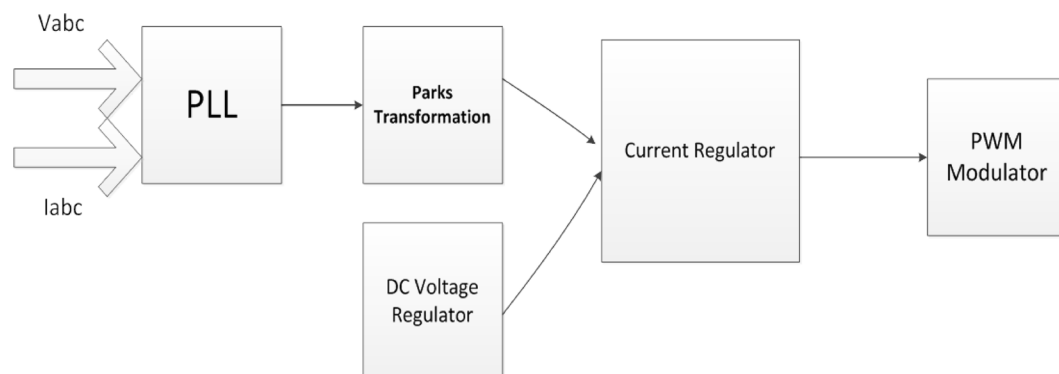 Vabc
Iabc
PLL
Parks
Transformation
DC Voltage
Regulator
Current Regulator
PWM
Modulator